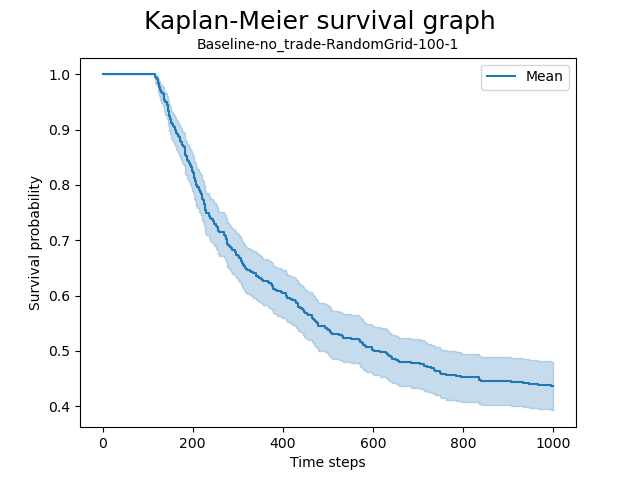 Kaplan-Meier survival graph
Baseline-no_trade-RandomGrid-100-1
Mean
Survival probability
1.0
0.9
0.8
0.7
0.6
0.5
0.4
0 200 400 600 800 1000
Time steps